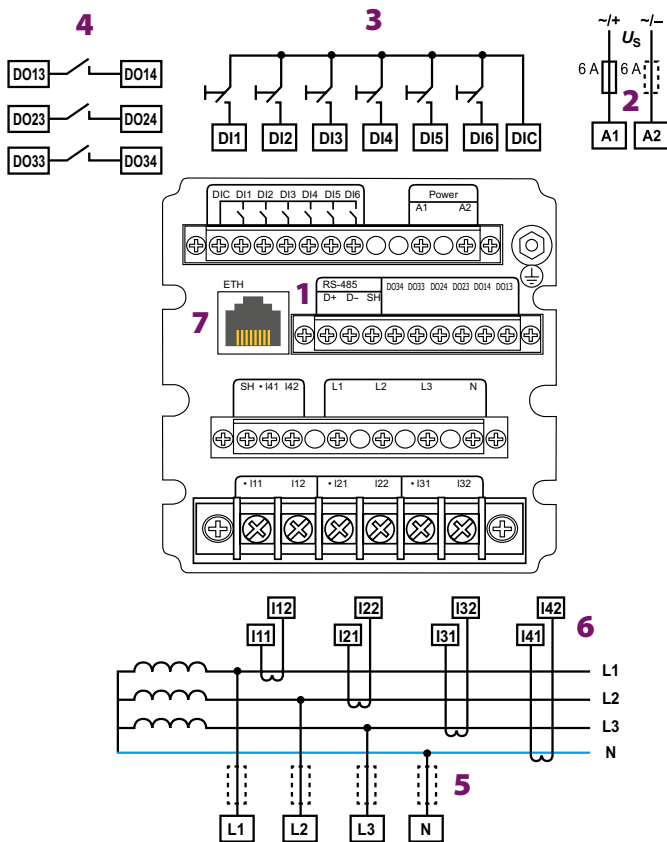 4
3
~/+ ~/–
US
6 A 6 A
2
DO13 DO14
DO23 DO24
DO33 DO34
DI1 DI2 DI3 DI4 DI5 DI6 DIC
A1 A2
DIC DI1 DI2 DI3 DI4 DI5 DI6
Power
A1 A2
ETH
1
RS-485
D+ D– SH DO34 DO33 DO24 DO23 DO14 DO13
7
SH • I41 I42 L1 L2 L3 N
• I11 I12 • I21 I22 • I31 I32
I12 I22 I32 I42
I11 I21 I31 I41
6
L1
L2
L3
N
5
L1 L2 L3 N